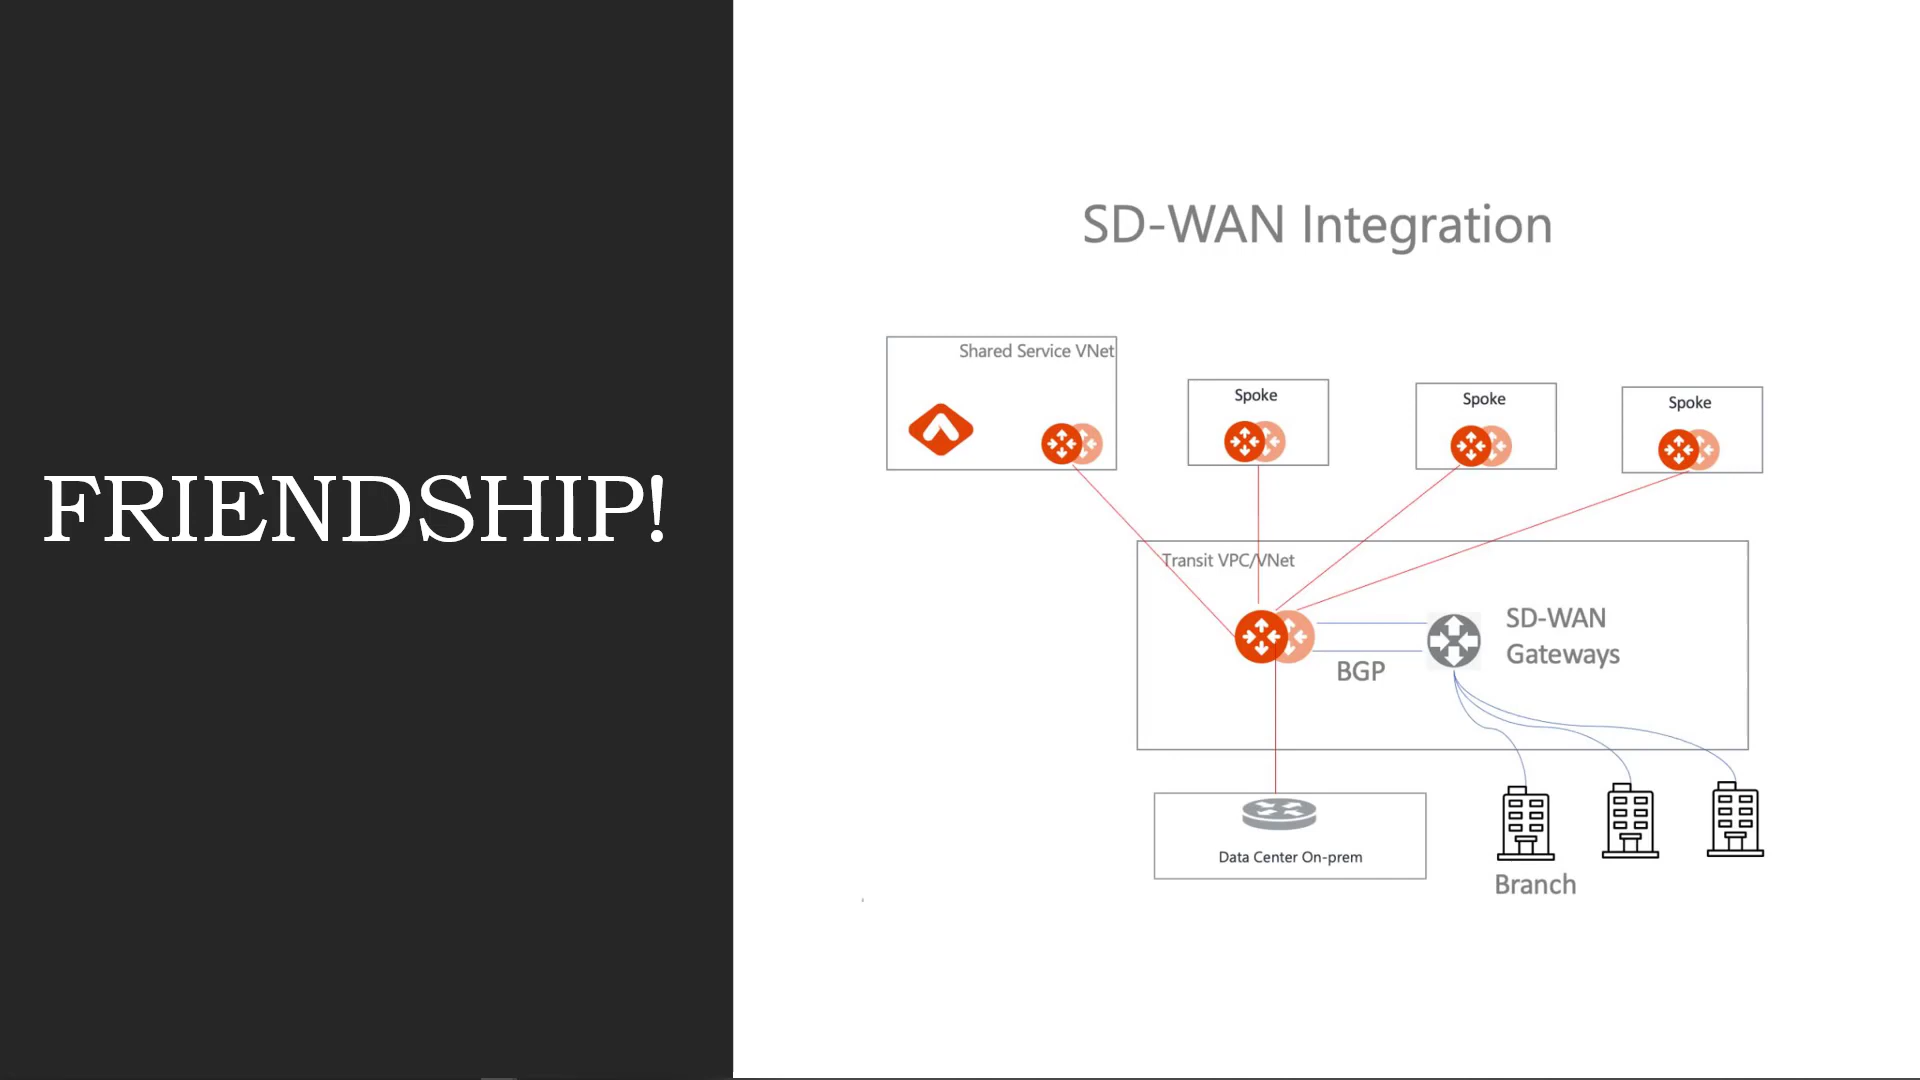 FRIENDSHIP!
SD-WAN Integration
Shared Service VNet
Spoke
Spoke
Spoke
Transit VPC/VNet
SD-WAN
Gateways
BGP
Data Center On-prem
Branch